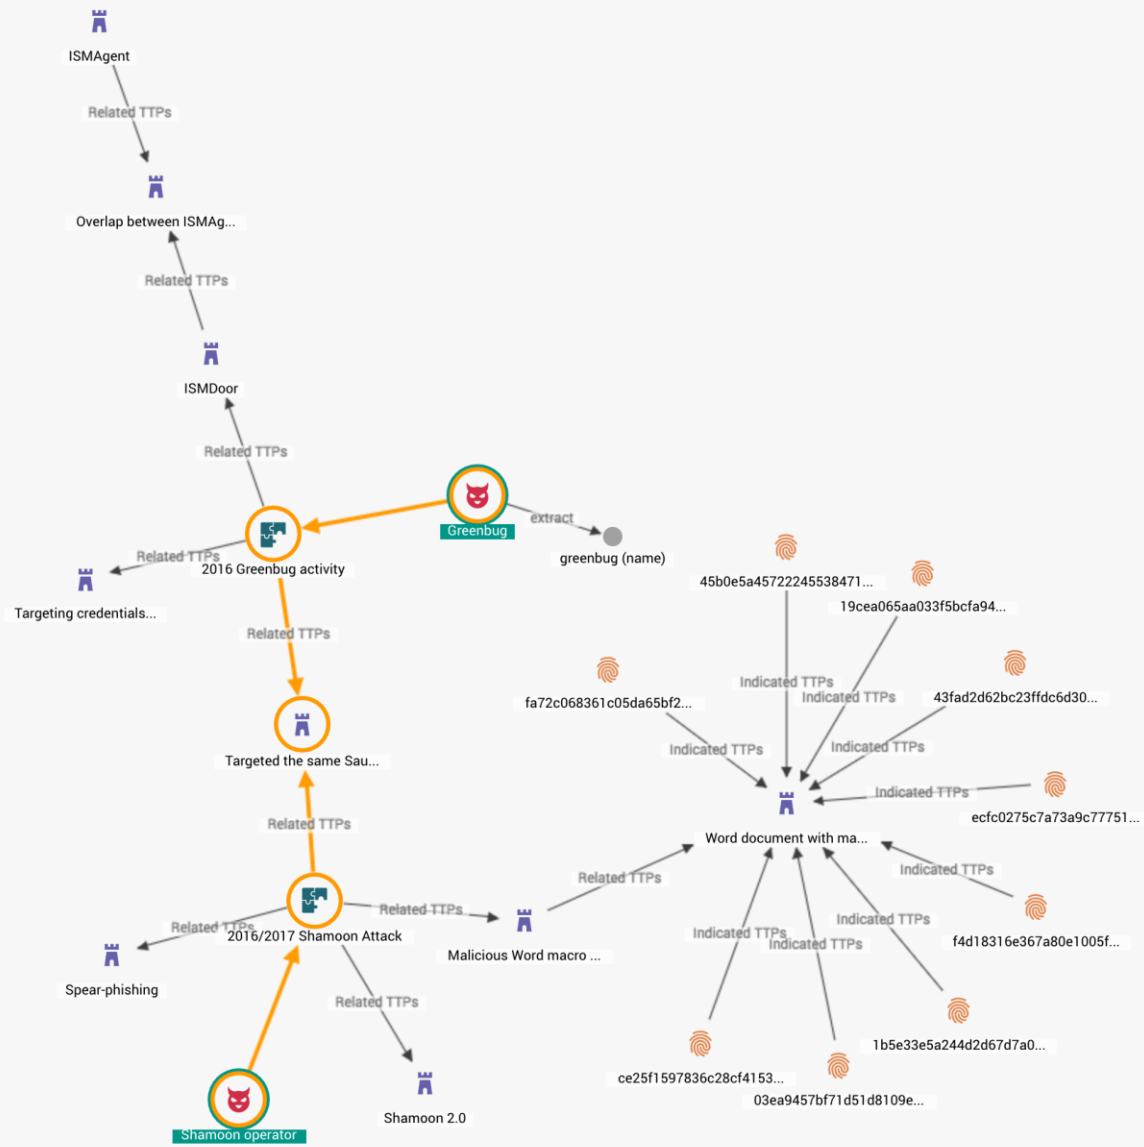 ISMAgent
Related TTPs
Overlap between ISMAg...
Related TTPs
ISMDoor
Related TTPs
Greenbug
extract
greenbug (name)
2016 Greenbug activity
Related TTPs
Targeting credentials...
Related TTPs
Targeted the same Sau...
Related TTPs
2016/2017 Shamoon Attack
Related TTPs
Spear-phishing
Related TTPs
Malicious Word macro ...
Related TTPs
Related TTPs
Shamoon 2.0
Shamoon operator
45b0e5a45722245538471...
19cea065aa033f5bcfa94...
43fad2d62bc23ffdc6d30...
fa72c068361c05da65bf2...
Indicated TTPs
Indicated TTPs
Indicated TTPs
Indicated TTPs
Indicated TTPs
ecfc0275c7a73a9c77751...
Word document with ma...
Indicated TTPs
f4d18316e367a80e1005f...
Indicated TTPs
Indicated TTPs
Indicated TTPs
1b5e33e5a244d2d67d7a0...
ce25f1597836c28cf4153...
03ea9457bf71d51d8109e...